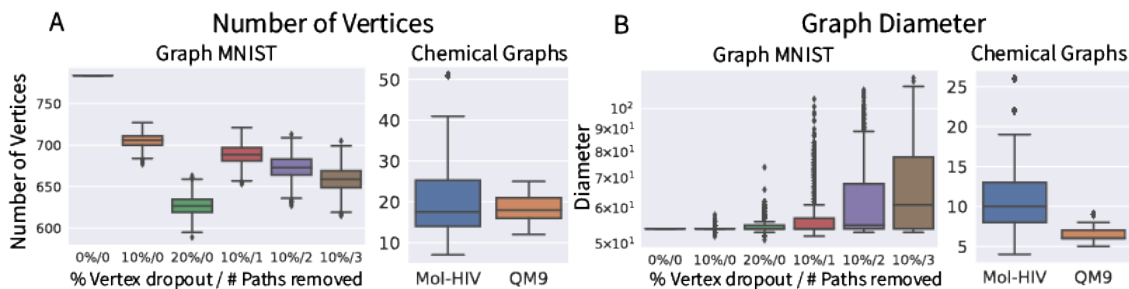 A
Number of Vertices
Graph MNIST
Chemical Graphs
Number of Vertices
750
700
650
600
0%/0 10%/0 20%/0 10%/1 10%/2 10%/3
% Vertex dropout / # Paths removed
50
40
30
20
10
Mol-HIV QM9
B
Graph Diameter
Graph MNIST
Chemical Graphs
Diameter
10²
9×10¹
8×10¹
7×10¹
6×10¹
5×10¹
0%/0 10%/0 20%/0 10%/1 10%/2 10%/3
% Vertex dropout / # Paths removed
25
20
15
10
5
Mol-HIV QM9